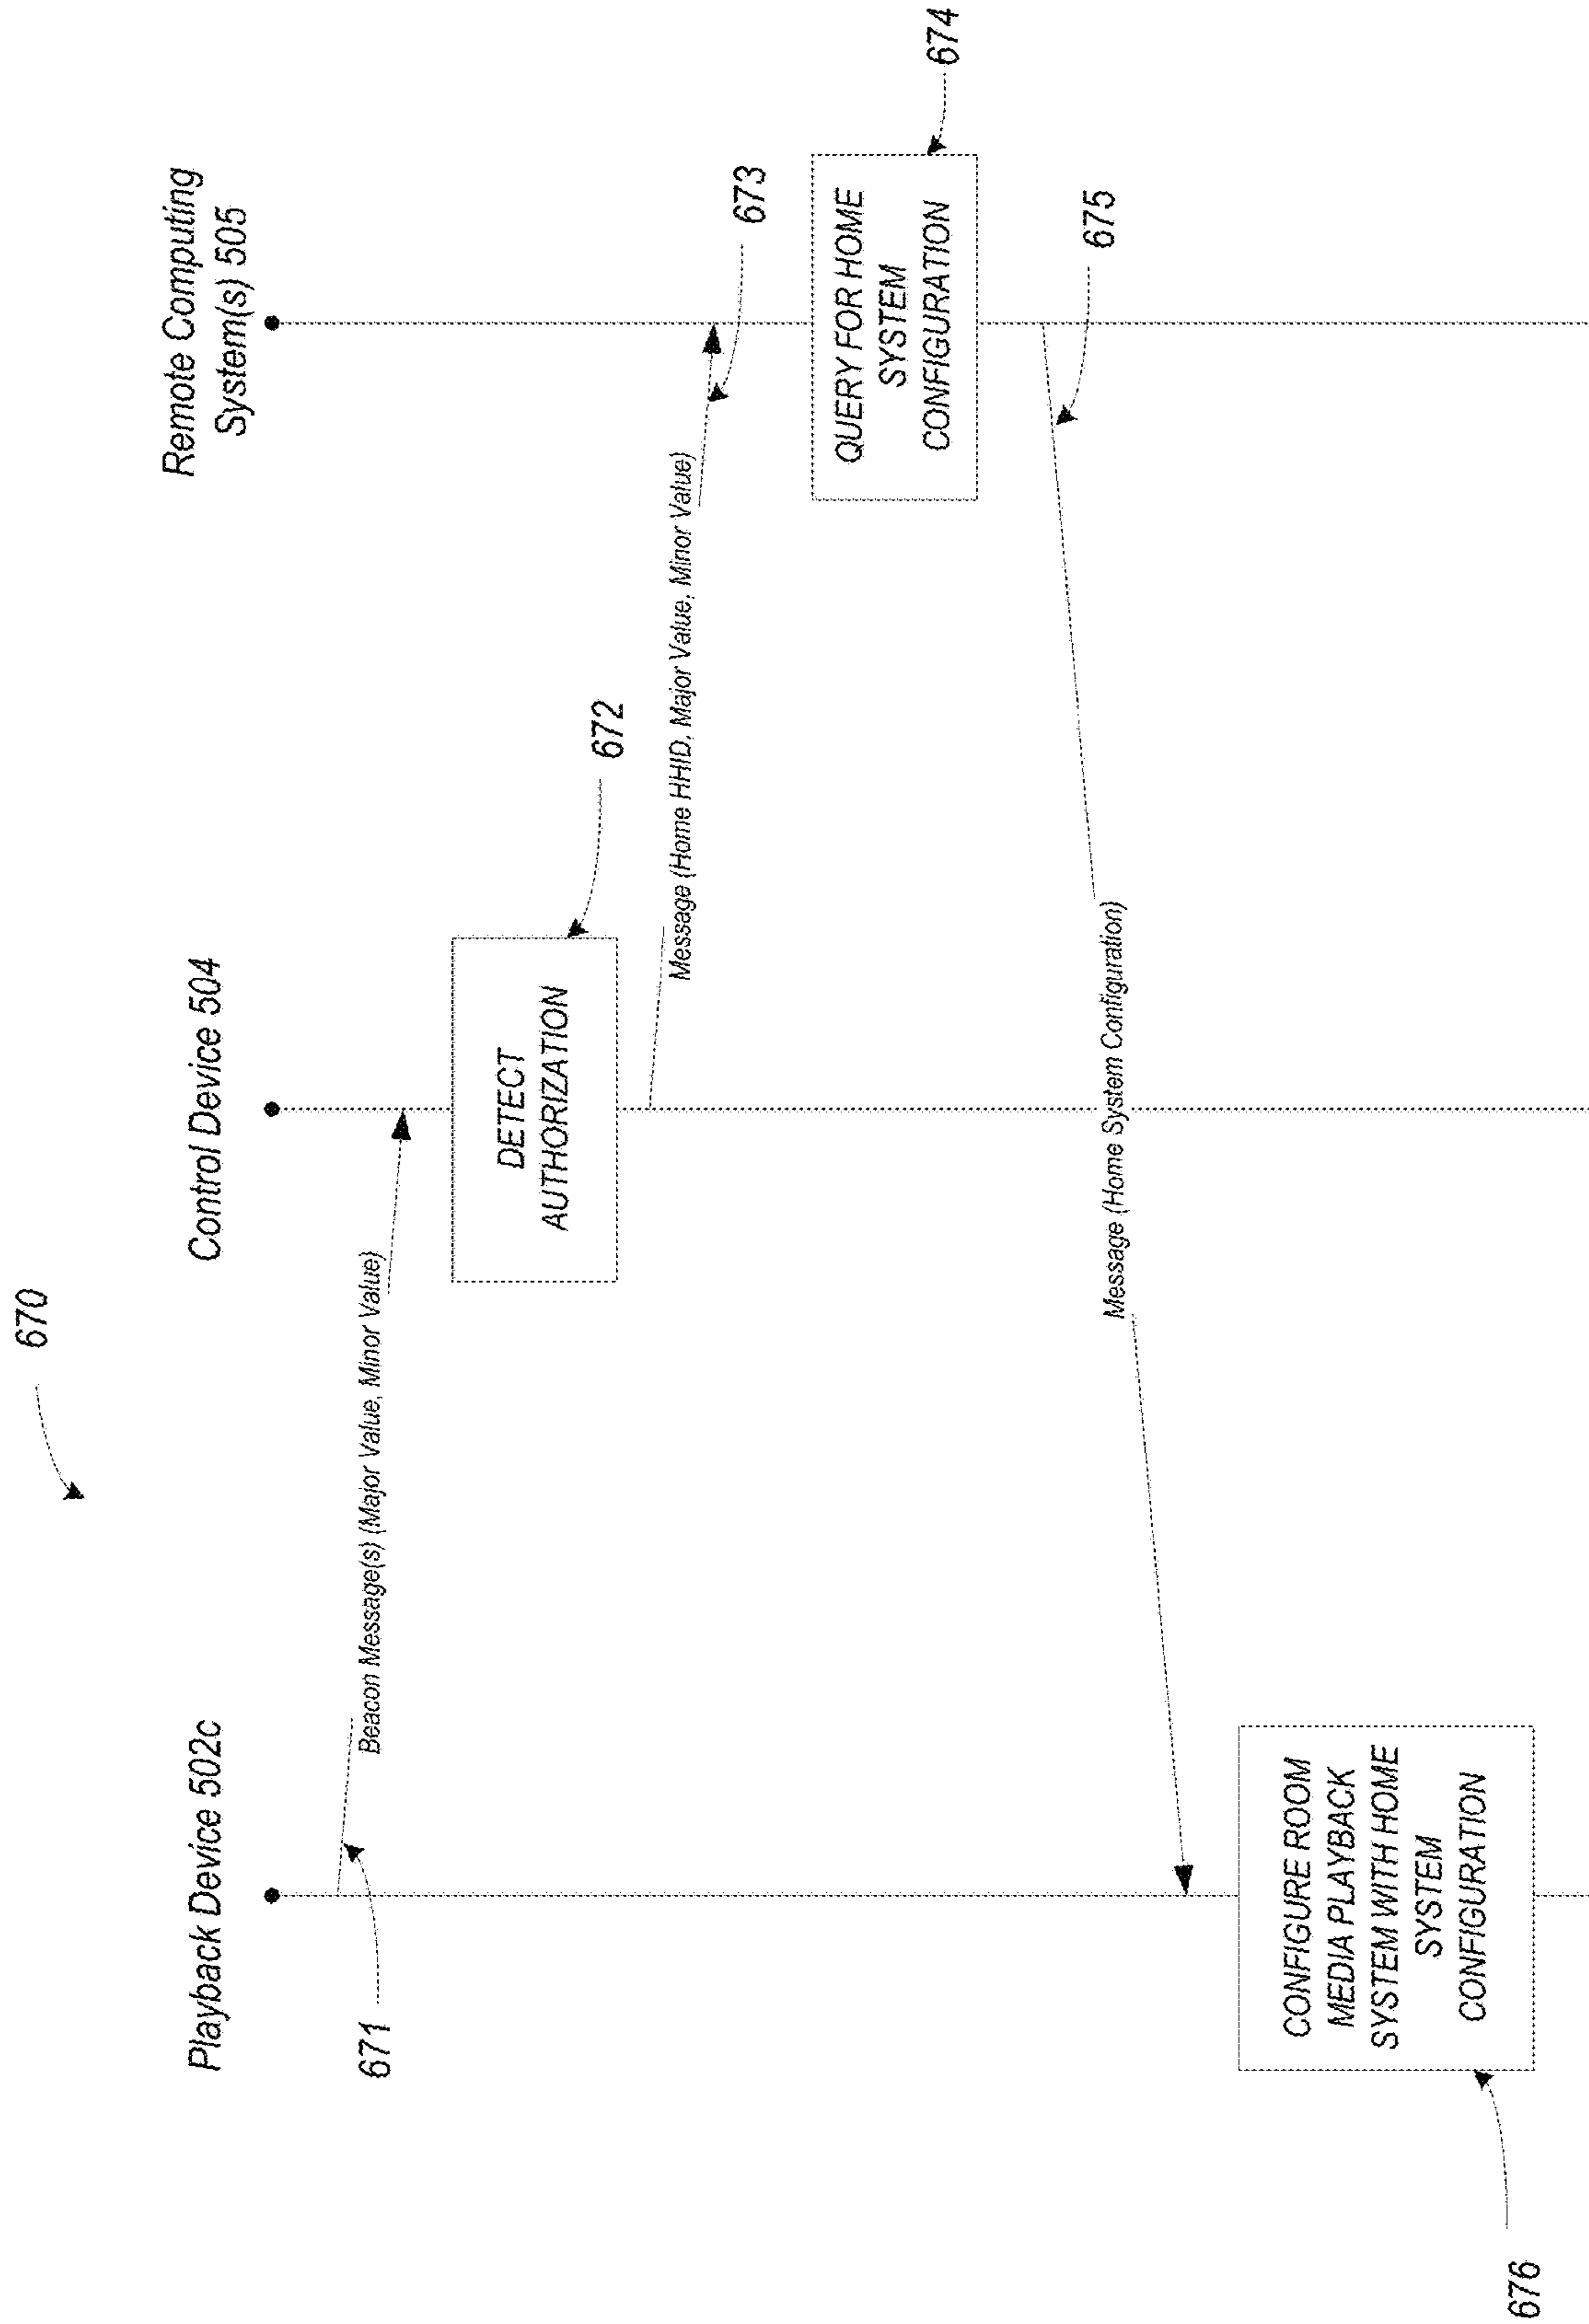 670
Playback Device 502c
Control Device 504
Remote Computing
System(s) 505
671
Beacon Message(s) (Major Value, Minor Value)
DETECT
AUTHORIZATION
672
Message (Home HHID, Major Value, Minor Value)
673
QUERY FOR HOME
SYSTEM
CONFIGURATION
674
675
Message (Home System Configuration)
CONFIGURE ROOM
MEDIA PLAYBACK
SYSTEM WITH HOME
SYSTEM
CONFIGURATION
676